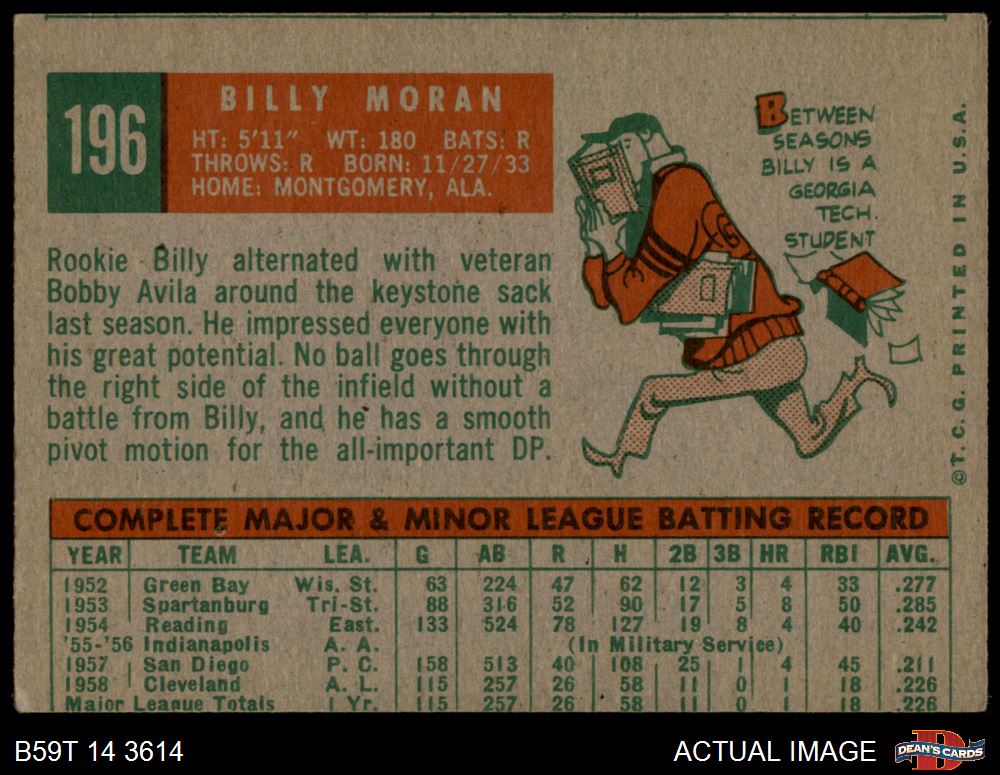 196
BILLY MORAN
HT: 5'11" WT: 180 BATS: R
THROWS: R BORN: 11/27/33
HOME: MONTGOMERY, ALA.
BETWEEN
SEASONS
BILLY IS A
GEORGIA
TECH.
STUDENT
G
Rookie Billy alternated with veteran
Bobby Avila around the keystone sack
last season. He impressed everyone with
his great potential. No ball goes through
the right side of the infield without a
battle from Billy, and he has a smooth
pivot motion for the all-important DP.
©T. C. G. PRINTED IN U.S.A.
COMPLETE MAJOR & MINOR LEAGUE BATTING RECORD
YEAR TEAM LEA. G AB R H 2B 3B HR RBI AVG.
1952 Green Bay Wis. St. 63 224 47 62 12 3 4 33 .277
1953 Spartanburg Tri-St. 88 316 52 90 17 5 8 50 .285
1954 Reading East. 133 524 78 127 19 8 4 40 .242
'55-'56 Indianapolis A. A. (In Military Service)
1957 San Diego P. C. 158 513 40 108 25 1 4 45 .211
1958 Cleveland A. L. 115 257 26 58 11 0 1 18 .226
Major League Totals 1 Yr. 115 257 26 58 11 0 1 18 .226
B59T 14 3614
ACTUAL IMAGE
D
DEAN'S CARDS